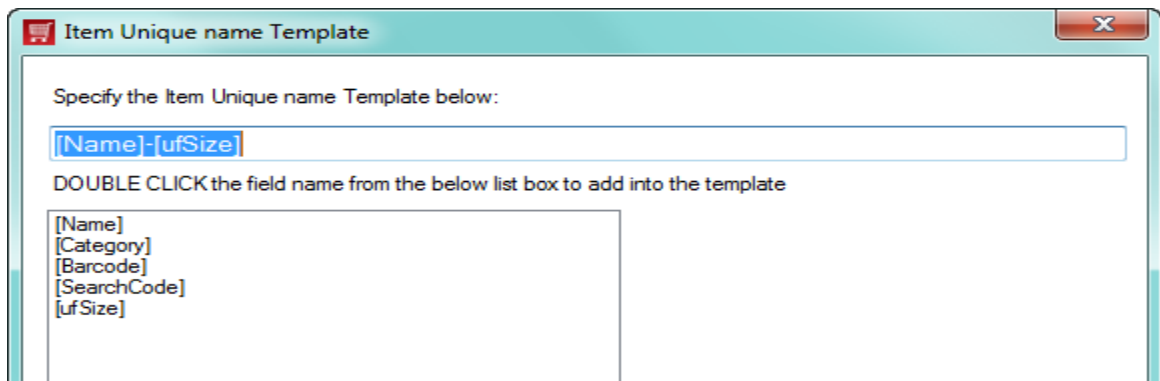 Item Unique name Template
Specify the Item Unique name Template below:
[Name]-[ufSize]
DOUBLE CLICK the field name from the below list box to add into the template
[Name]
[Category]
[Barcode]
[SearchCode]
[ufSize]